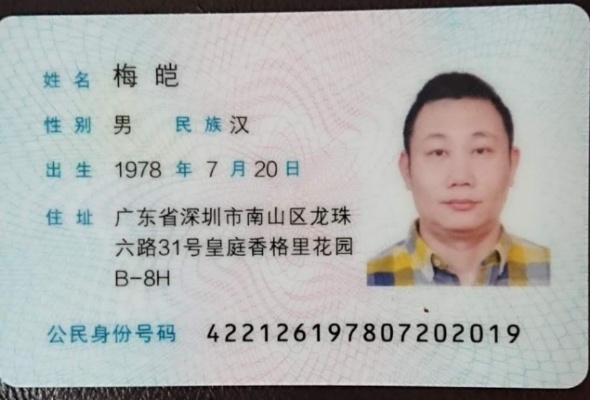 姓名 梅皑
性别 男 民族 汉
出生 1978 年 7 月 20 日
住址 广东省深圳市南山区龙珠
六路31号皇庭香格里花园
B-8H
公民身份号码 422126197807202019